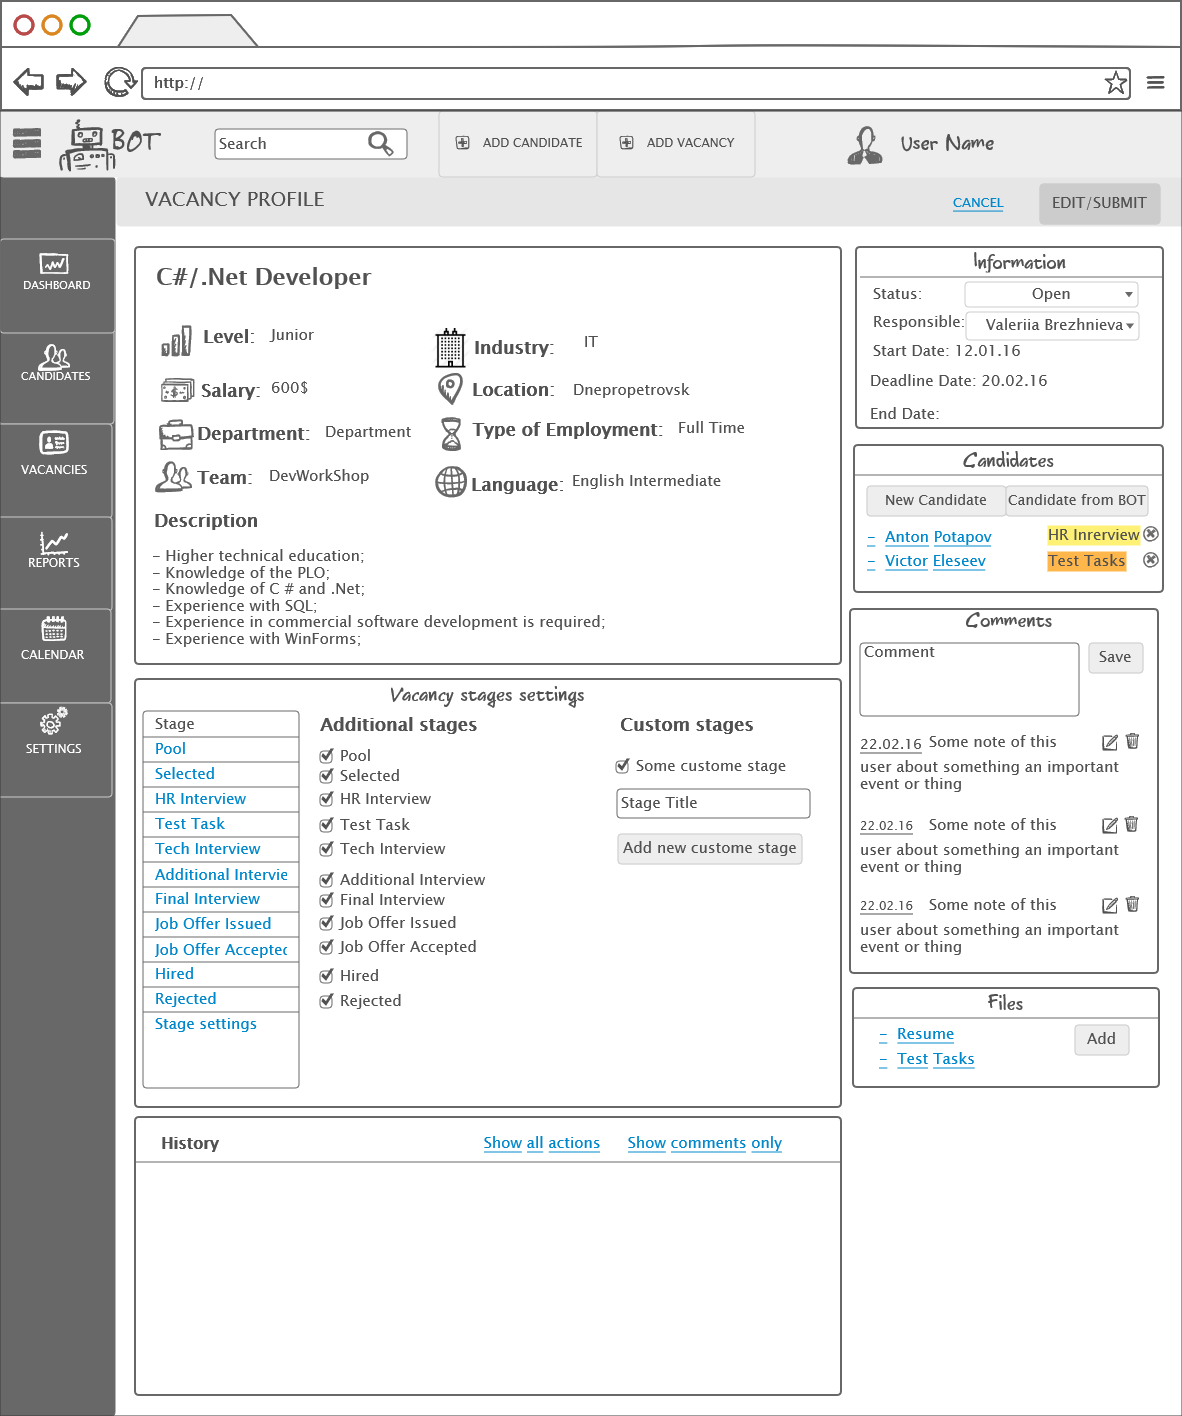 http://
BOT
Search
ADD CANDIDATE
ADD VACANCY
User Name
VACANCY PROFILE
CANCEL
EDIT/SUBMIT
DASHBOARD
CANDIDATES
VACANCIES
REPORTS
CALENDAR
SETTINGS
C#/.Net Developer
Level: Junior
Industry: IT
Salary: 600$
Location: Dnepropetrovsk
Department: Department
Type of Employment: Full Time
Team: DevWorkShop
Language: English Intermediate
Description
– Higher technical education;
– Knowledge of the PLO;
– Knowledge of C # and .Net;
– Experience with SQL;
– Experience in commercial software development is required;
– Experience with WinForms;
Vacancy stages settings
Stage
Pool
Selected
HR Interview
Test Task
Tech Interview
Additional Intervie
Final Interview
Job Offer Issued
Job Offer Accepted
Hired
Rejected
Stage settings
Additional stages
Pool
Selected
HR Interview
Test Task
Tech Interview
Additional Interview
Final Interview
Job Offer Issued
Job Offer Accepted
Hired
Rejected
Custom stages
Some custome stage
Stage Title
Add new custome stage
History
Show all actions
Show comments only
Information
Status: Open
Responsible: Valeriia Brezhnieva
Start Date: 12.01.16
Deadline Date: 20.02.16
End Date:
Candidates
New Candidate
Candidate from BOT
– Anton Potapov HR Inrerview
– Victor Eleseev Test Tasks
Comments
Comment
Save
22.02.16 Some note of this
user about something an important
event or thing
22.02.16 Some note of this
user about something an important
event or thing
22.02.16 Some note of this
user about something an important
event or thing
Files
– Resume
– Test Tasks
Add